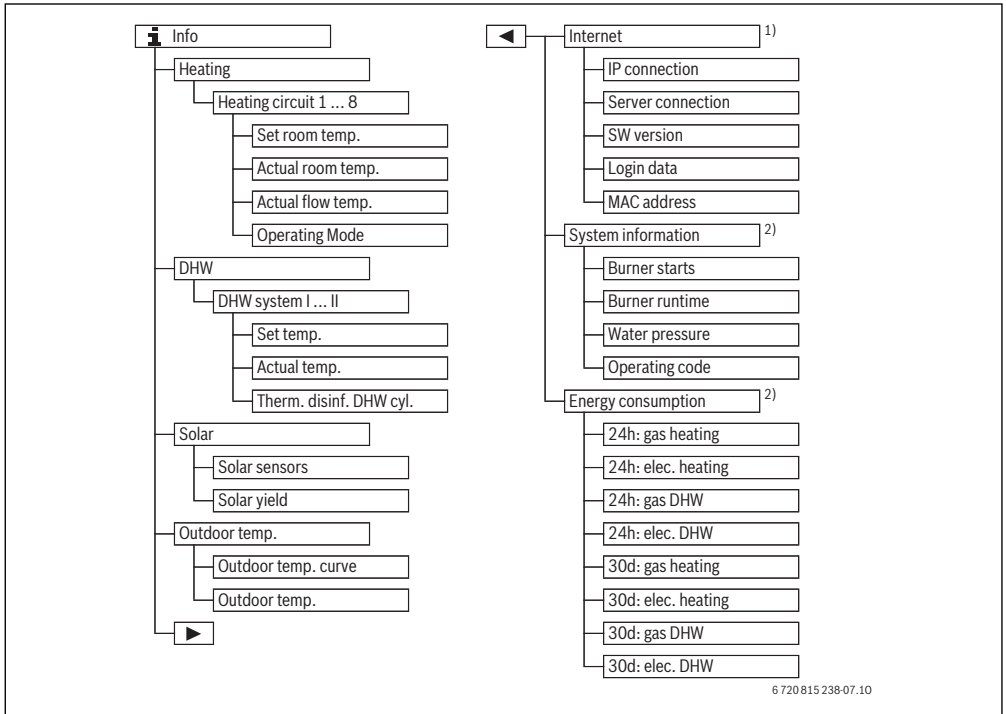 i Info
Heating
Heating circuit 1 ... 8
Set room temp.
Actual room temp.
Actual flow temp.
Operating Mode
DHW
DHW system I ... II
Set temp.
Actual temp.
Therm. disinf. DHW cyl.
Solar
Solar sensors
Solar yield
Outdoor temp.
Outdoor temp. curve
Outdoor temp.
Internet 1)
IP connection
Server connection
SW version
Login data
MAC address
System information 2)
Burner starts
Burner runtime
Water pressure
Operating code
Energy consumption 2)
24h: gas heating
24h: elec. heating
24h: gas DHW
24h: elec. DHW
30d: gas heating
30d: elec. heating
30d: gas DHW
30d: elec. DHW
6 720 815 238-07.1O